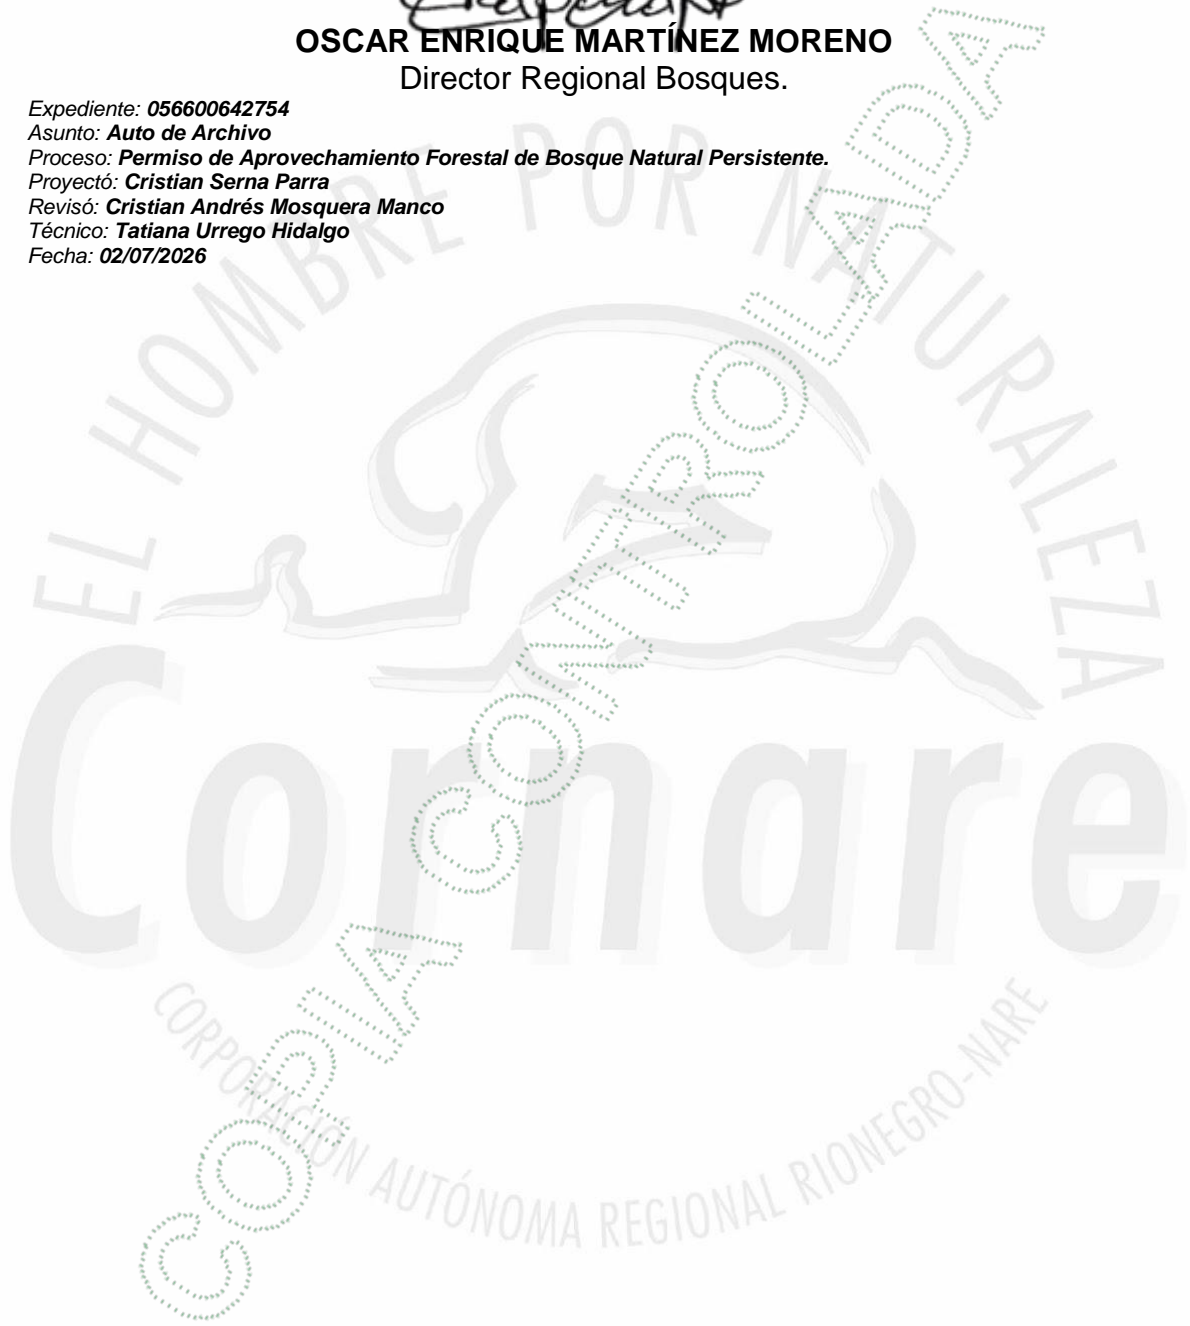 OSCAR ENRIQUE MARTÍNEZ MORENO
Director Regional Bosques.
Expediente: 056600642754
Asunto: Auto de Archivo
Proceso: Permiso de Aprovechamiento Forestal de Bosque Natural Persistente.
Proyectó: Cristian Serna Parra
Revisó: Cristian Andrés Mosquera Manco
Técnico: Tatiana Urrego Hidalgo
Fecha: 02/07/2026
EL HOMBRE POR NATURALEZA
Cornare
CORPORACIÓN AUTÓNOMA REGIONAL RIONEGRO-NARE
COPIA CONTROLADA